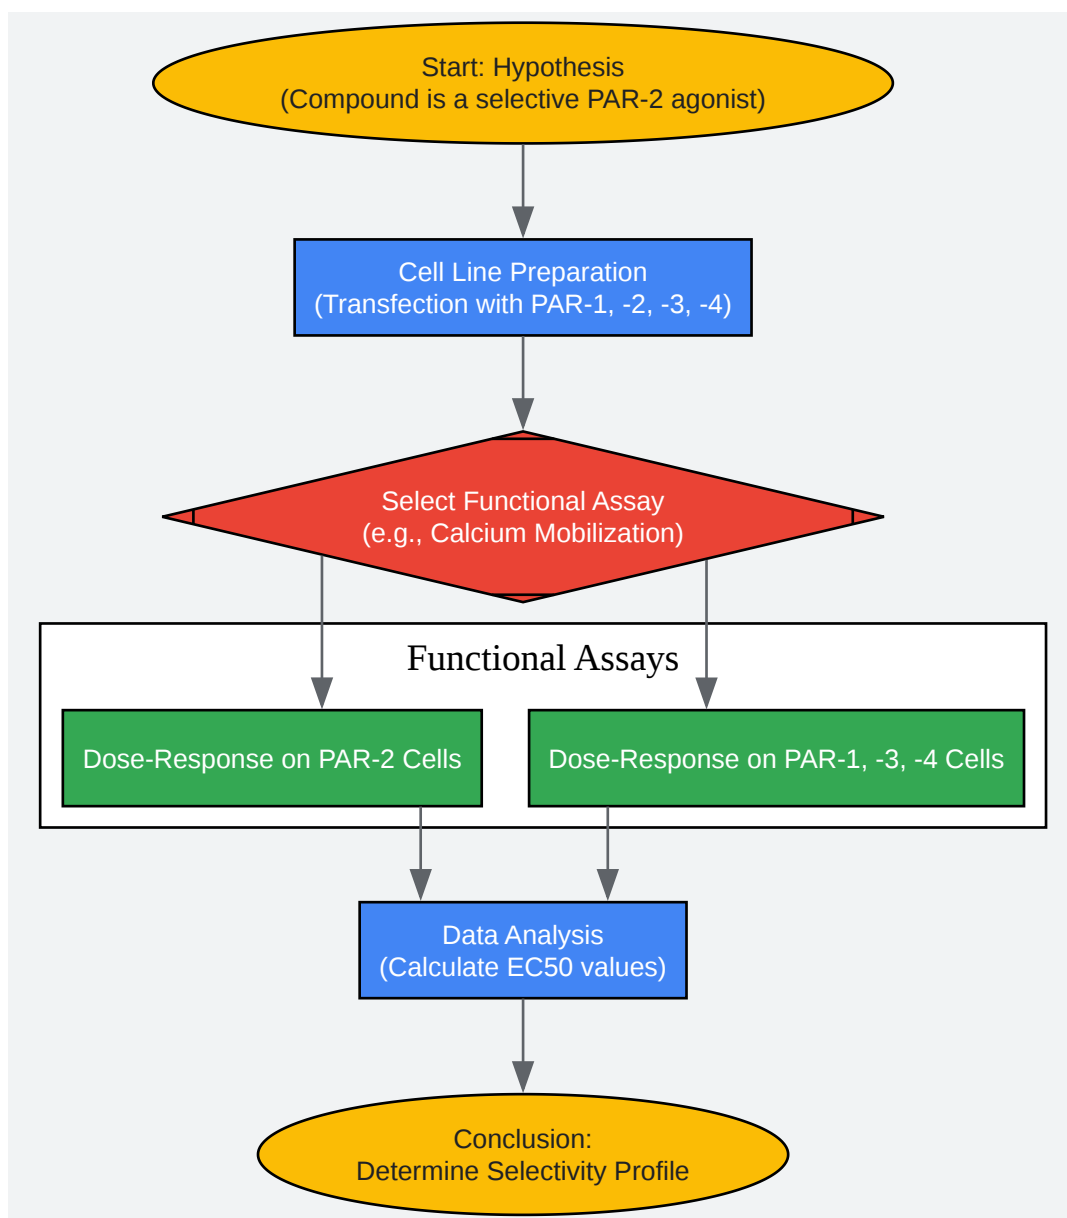 Start: Hypothesis
(Compound is a selective PAR-2 agonist)
Cell Line Preparation
(Transfection with PAR-1, -2, -3, -4)
Select Functional Assay
(e.g., Calcium Mobilization)
Functional Assays
Dose-Response on PAR-2 Cells
Dose-Response on PAR-1, -3, -4 Cells
Data Analysis
(Calculate EC50 values)
Conclusion:
Determine Selectivity Profile